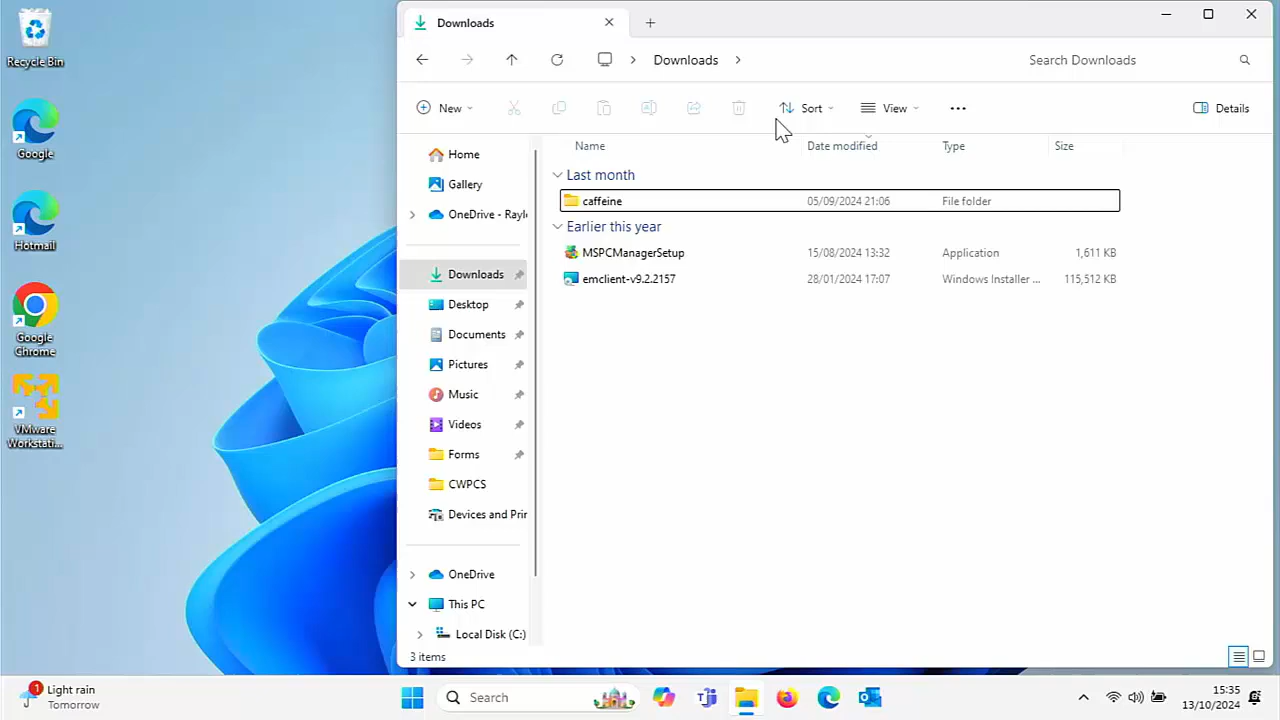 Recycle Bin
Google
Hotmail
Google
Chrome
VMware
Workstati...
Downloads
Downloads
Search Downloads
New
Sort
View
Details
Home
Gallery
OneDrive - Rayl
Downloads
Desktop
Documents
Pictures
Music
Videos
Forms
CWPCS
Devices and Prin
OneDrive
This PC
Local Disk (C:)
Name Date modified Type Size
Last month
caffeine 05/09/2024 21:06 File folder
Earlier this year
MSPCManagerSetup 15/08/2024 13:32 Application 1,611 KB
emclient-v9.2.2157 28/01/2024 17:07 Windows Installer ... 115,512 KB
3 items
1
Light rain
Tomorrow
Search
15:35
13/10/2024